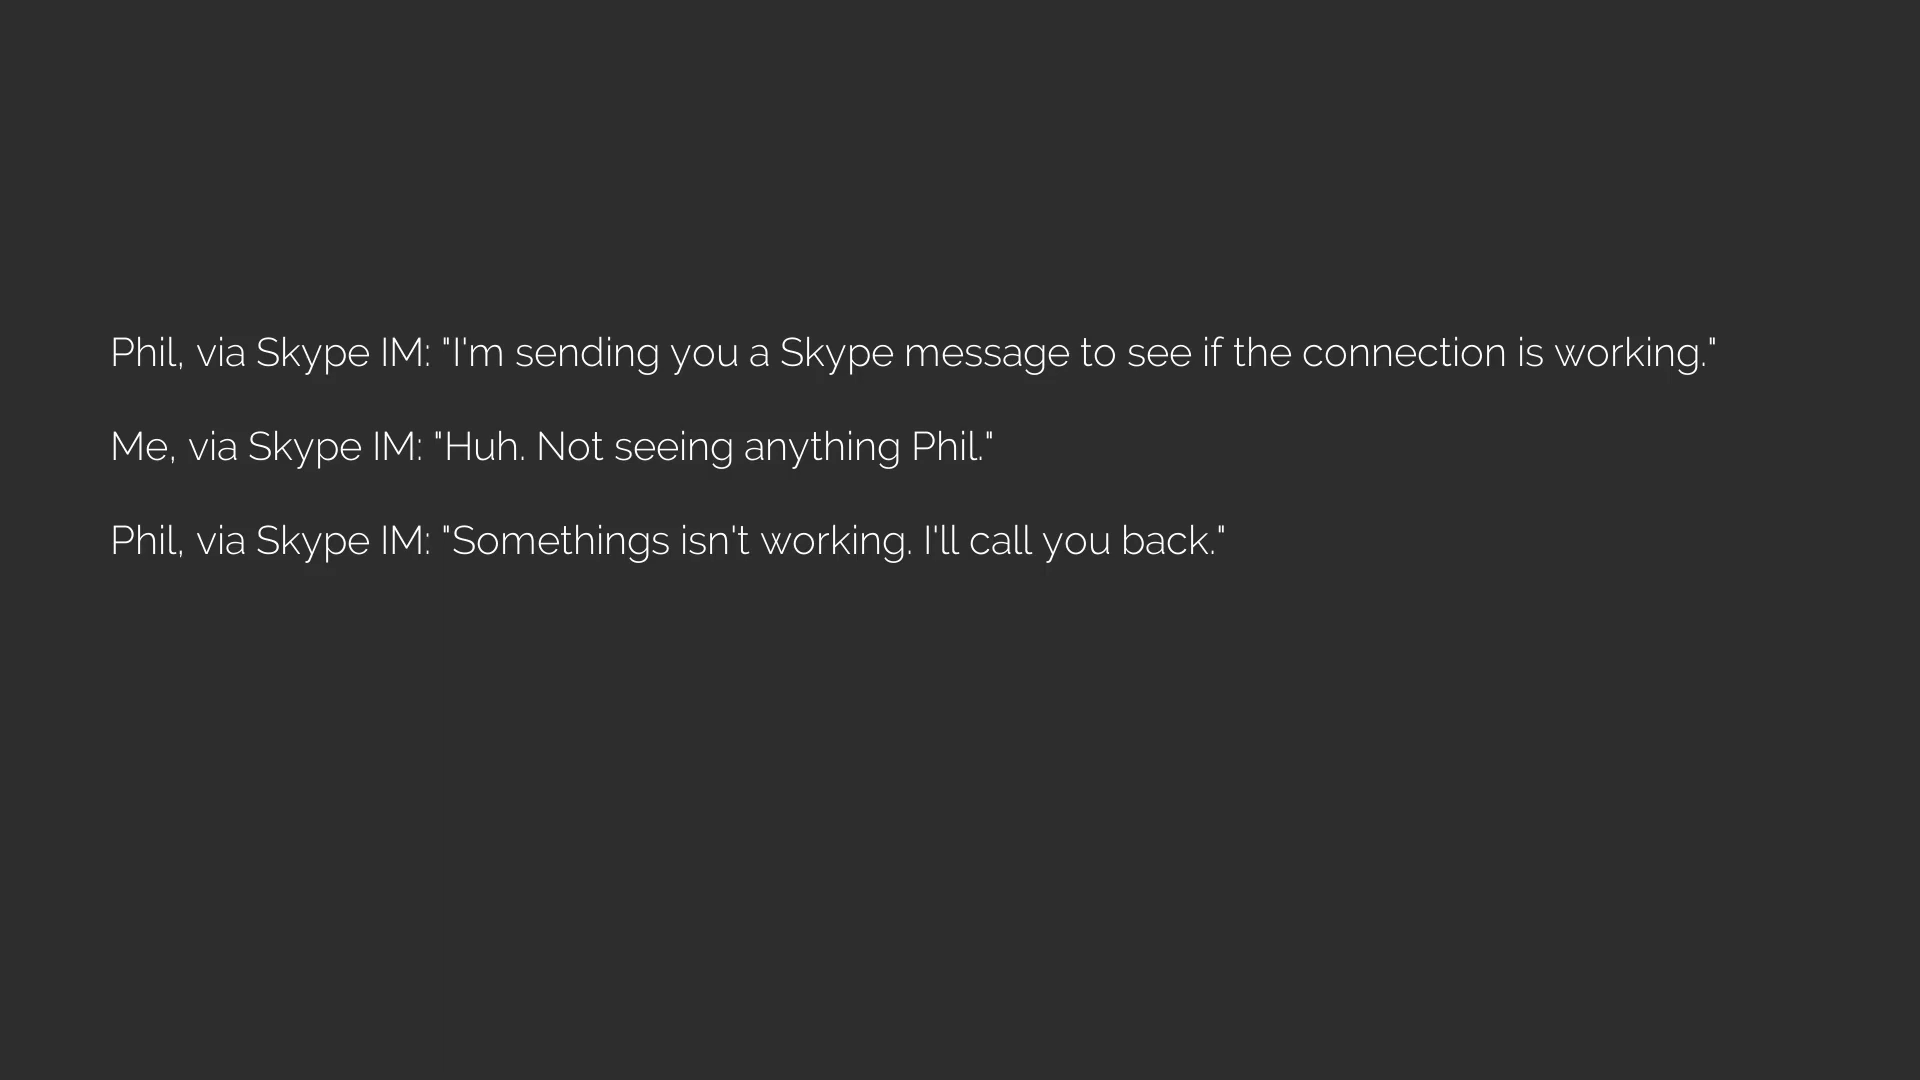 Phil, via Skype IM: "I'm sending you a Skype message to see if the connection is working."
Me, via Skype IM: "Huh. Not seeing anything Phil."
Phil, via Skype IM: "Somethings isn't working. I'll call you back."